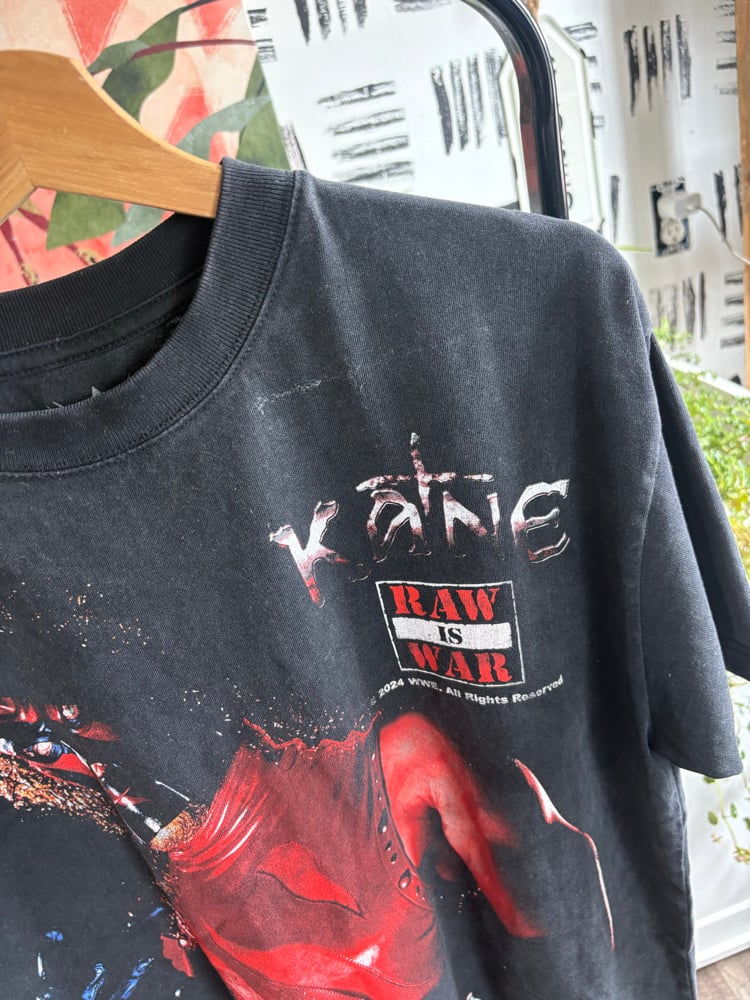 KANE
RAW
IS
WAR
© 2024 WWE. All Rights Reserved